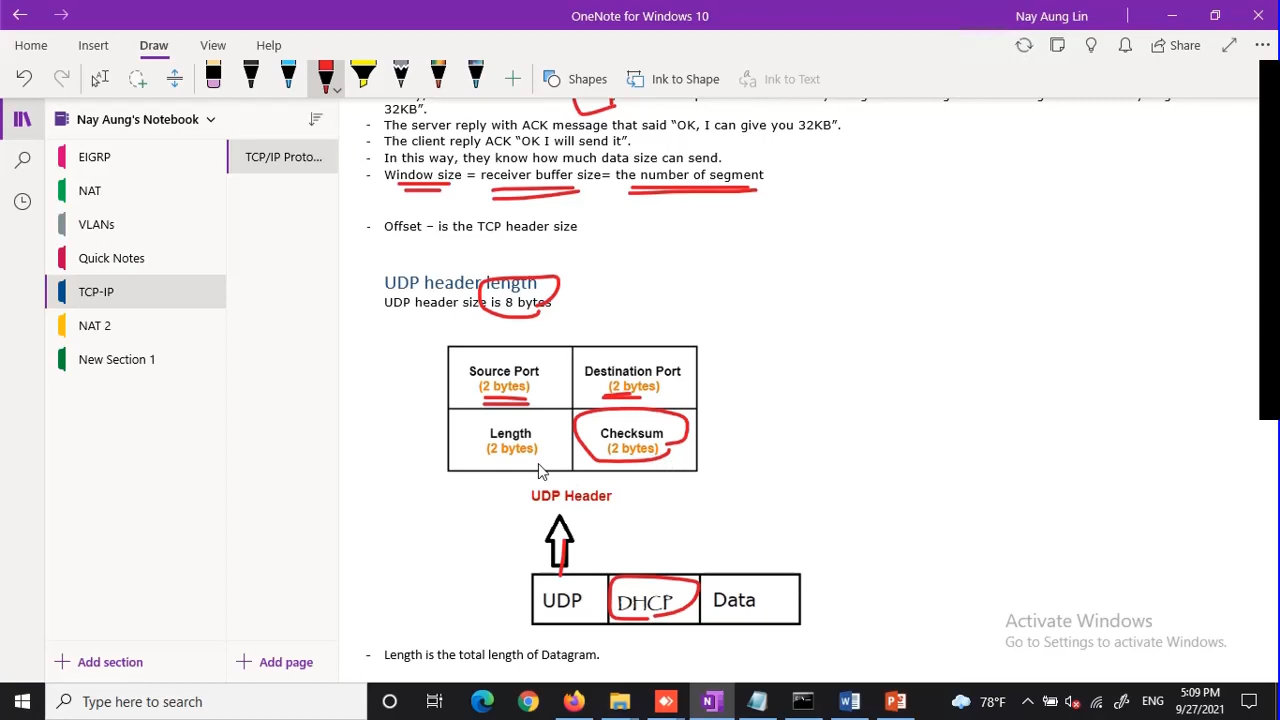 OneNote for Windows 10
Nay Aung Lin
Home Insert Draw View Help
Share
Shapes
Ink to Shape
Ink to Text
Nay Aung's Notebook
EIGRP
NAT
VLANs
Quick Notes
TCP-IP
NAT 2
New Section 1
Add section
TCP/IP Proto...
Add page
32KB”.
- The server reply with ACK message that said “OK, I can give you 32KB”.
- The client reply ACK “OK I will send it”.
- In this way, they know how much data size can send.
- Window size = receiver buffer size= the number of segment
- Offset – is the TCP header size
UDP header length
UDP header size is 8 bytes
Source Port Destination Port
(2 bytes) (2 bytes)
Length Checksum
(2 bytes) (2 bytes)
UDP Header
UDP DHCP Data
- Length is the total length of Datagram.
Activate Windows
Go to Settings to activate Windows.
Type here to search
78°F
ENG
5:09 PM
9/27/2021